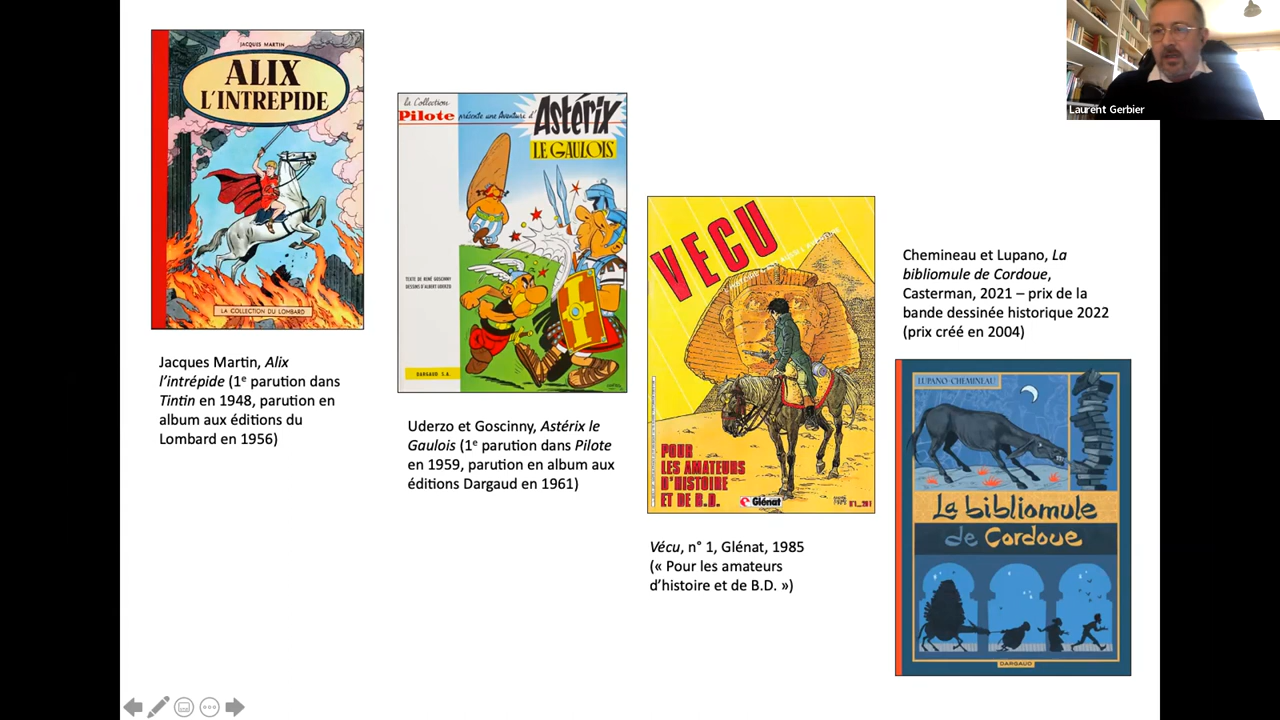 JACQUES MARTIN
ALIX
L'INTREPIDE
LA COLLECTION DU LOMBARD
Jacques Martin, Alix
l'intrépide (1e parution dans
Tintin en 1948, parution en
album aux éditions du
Lombard en 1956)
la Collection
Pilote présente une Aventure d'
Astérix
LE GAULOIS
TEXTE DE RENÉ GOSCINNY
DESSINS D'ALBERT UDERZO
DARGAUD S.A.
Uderzo et Goscinny, Astérix le
Gaulois (1e parution dans Pilote
en 1959, parution en album aux
éditions Dargaud en 1961)
VECU
POUR
LES AMATEURS
D'HISTOIRE
ET DE B.D.
Glénat
Vécu, n° 1, Glénat, 1985
(« Pour les amateurs
d'histoire et de B.D. »)
Chemineau et Lupano, La
bibliomule de Cordoue,
Casterman, 2021 – prix de la
bande dessinée historique 2022
(prix créé en 2004)
LUPANO-CHEMINEAU
La bibliomule
de Cordoue
DARGAUD
Laurent Gerbier